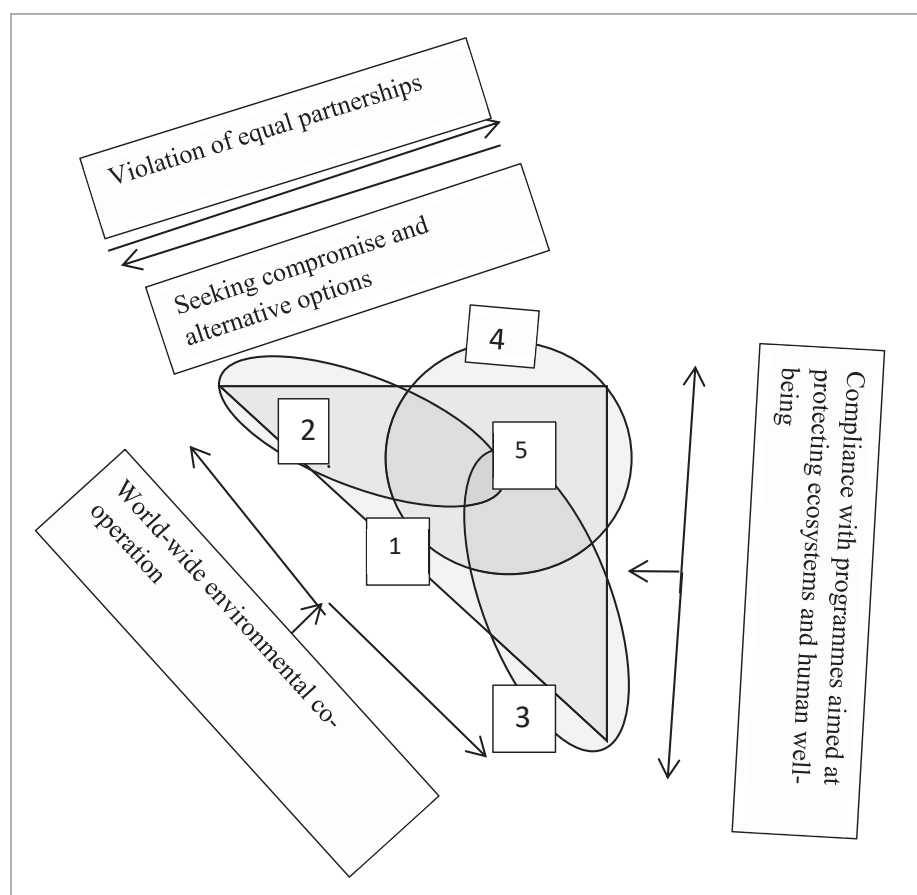 Violation of equal partnerships
Seeking compromise and
alternative options
4
2
5
1
3
World-wide environmental co-
operation
Compliance with programmes aimed at
protecting ecosystems and human well-
being